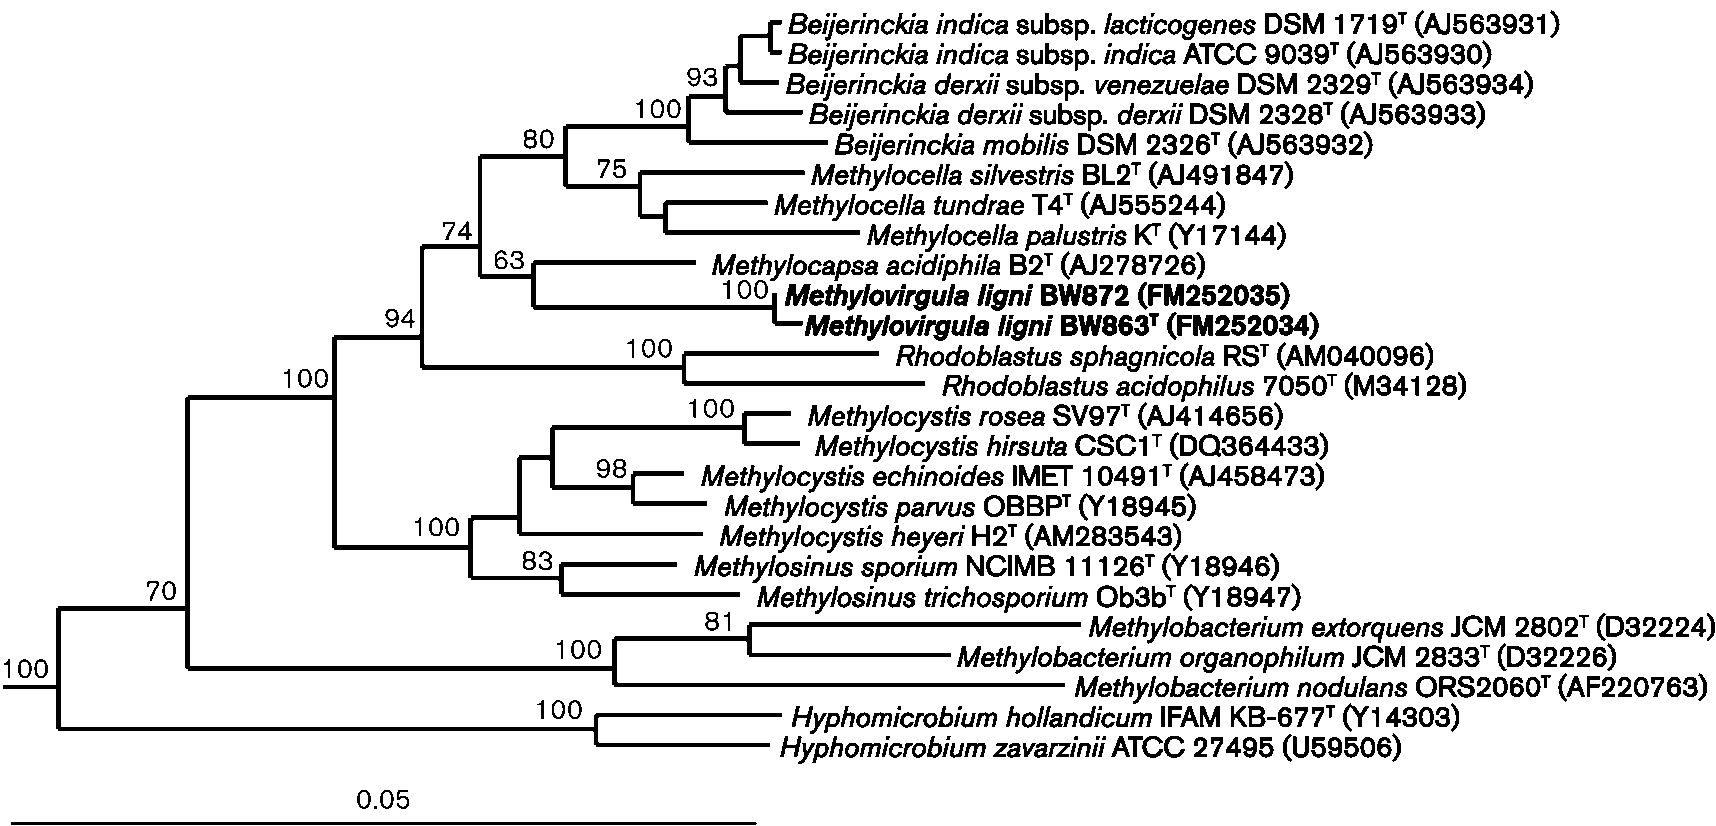 Beijerinckia indica subsp. lacticogenes DSM 1719ᵀ (AJ563931)
Beijerinckia indica subsp. indica ATCC 9039ᵀ (AJ563930)
93
Beijerinckia derxii subsp. venezuelae DSM 2329ᵀ (AJ563934)
100
Beijerinckia derxii subsp. derxii DSM 2328ᵀ (AJ563933)
80
Beijerinckia mobilis DSM 2326ᵀ (AJ563932)
75
Methylocella silvestris BL2ᵀ (AJ491847)
Methylocella tundrae T4ᵀ (AJ555244)
74
Methylocella palustris Kᵀ (Y17144)
63
Methylocapsa acidiphila B2ᵀ (AJ278726)
100
Methylovirgula ligni BW872 (FM252035)
94
Methylovirgula ligni BW863ᵀ (FM252034)
100
Rhodoblastus sphagnicola RSᵀ (AM040096)
100
Rhodoblastus acidophilus 7050ᵀ (M34128)
100
Methylocystis rosea SV97ᵀ (AJ414656)
Methylocystis hirsuta CSC1ᵀ (DQ364433)
98
Methylocystis echinoides IMET 10491ᵀ (AJ458473)
Methylocystis parvus OBBPᵀ (Y18945)
100
Methylocystis heyeri H2ᵀ (AM283543)
83
Methylosinus sporium NCIMB 11126ᵀ (Y18946)
70
Methylosinus trichosporium Ob3bᵀ (Y18947)
81
Methylobacterium extorquens JCM 2802ᵀ (D32224)
100
Methylobacterium organophilum JCM 2833ᵀ (D32226)
100
Methylobacterium nodulans ORS2060ᵀ (AF220763)
100
Hyphomicrobium hollandicum IFAM KB-677ᵀ (Y14303)
Hyphomicrobium zavarzinii ATCC 27495 (U59506)
0.05